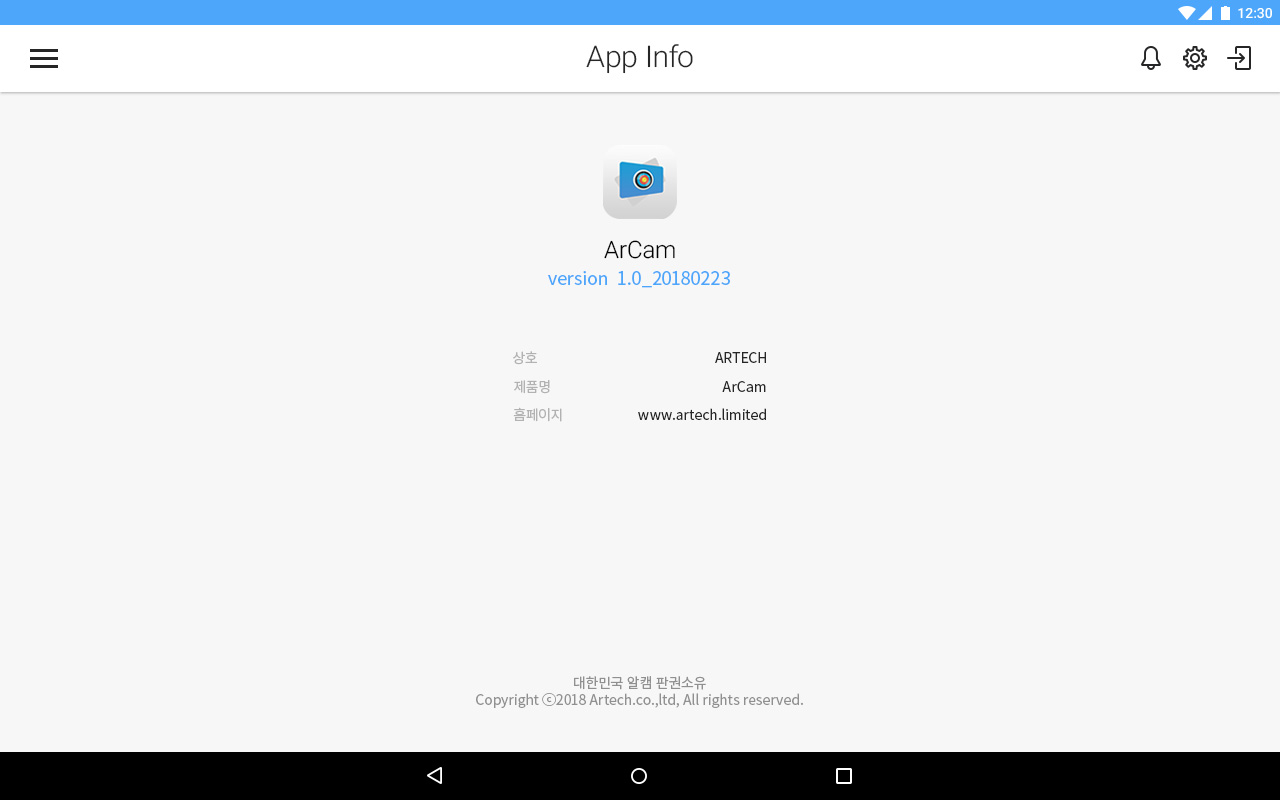 12:30
App Info
ArCam
version 1.0_20180223
상호 ARTECH
제품명 ArCam
홈페이지 www.artech.limited
대한민국 알캠 판권소유
Copyright ⓒ2018 Artech.co.,ltd, All rights reserved.